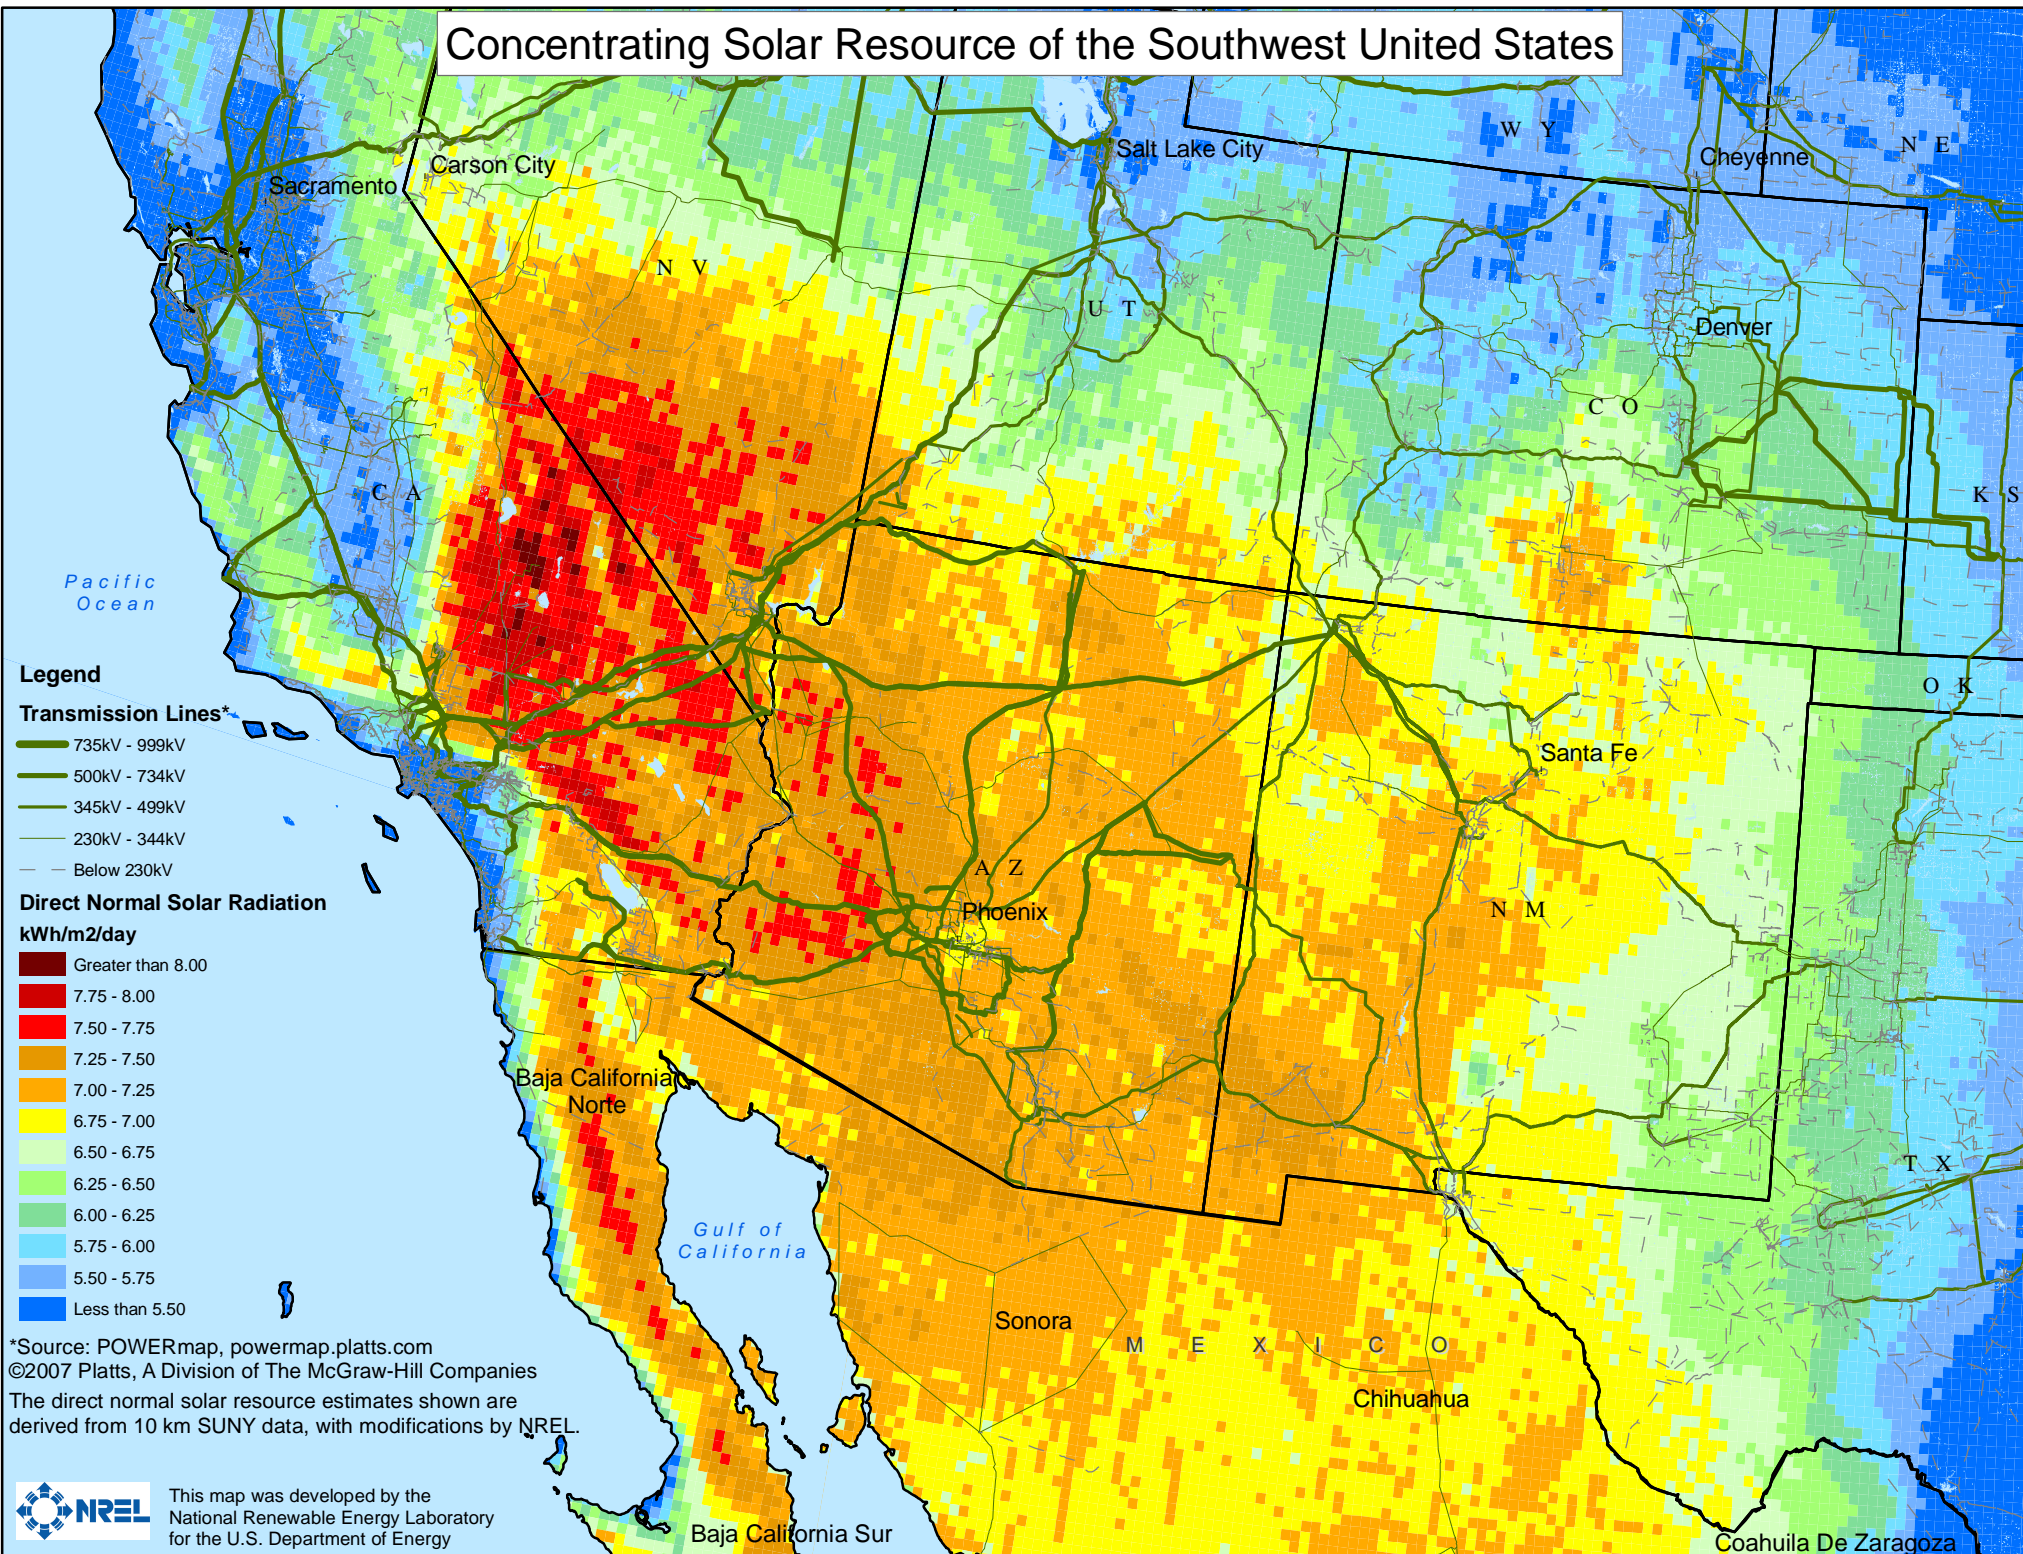 Concentrating Solar Resource of the Southwest United States
W Y
N E
Salt Lake City
Cheyenne
Carson City
Sacramento
N V
U T
Denver
C O
C A
K S
Pacific
Ocean
O K
Santa Fe
A Z
Phoenix
N M
Baja California
Norte
T X
Gulf of
California
Sonora
M E X I C O
Chihuahua
Baja California Sur
Coahuila De Zaragoza
Legend
Transmission Lines*
735kV - 999kV
500kV - 734kV
345kV - 499kV
230kV - 344kV
Below 230kV
Direct Normal Solar Radiation
kWh/m2/day
Greater than 8.00
7.75 - 8.00
7.50 - 7.75
7.25 - 7.50
7.00 - 7.25
6.75 - 7.00
6.50 - 6.75
6.25 - 6.50
6.00 - 6.25
5.75 - 6.00
5.50 - 5.75
Less than 5.50
*Source: POWERmap, powermap.platts.com
©2007 Platts, A Division of The McGraw-Hill Companies
The direct normal solar resource estimates shown are
derived from 10 km SUNY data, with modifications by NREL.
NREL
This map was developed by the
National Renewable Energy Laboratory
for the U.S. Department of Energy